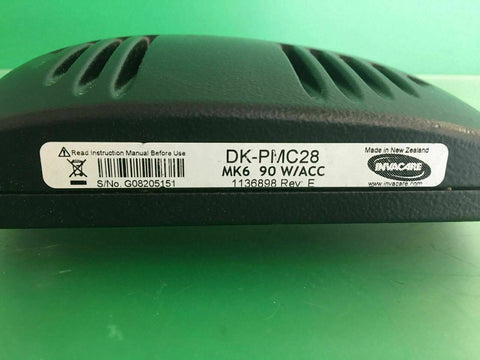 Read Instruction Manual Before Use
S/No. G08205151
DK-PMC28
MK6 90 W/ACC
1136898 Rev: F
Made in New Zealand
INVACARE
www.invacare.com